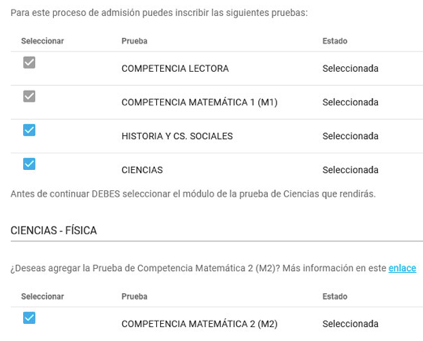 Para este proceso de admisión puedes inscribir las siguientes pruebas:
Seleccionar Prueba Estado
COMPETENCIA LECTORA Seleccionada
COMPETENCIA MATEMÁTICA 1 (M1) Seleccionada
HISTORIA Y CS. SOCIALES Seleccionada
CIENCIAS Seleccionada
Antes de continuar DEBES seleccionar el módulo de la prueba de Ciencias que rendirás.
CIENCIAS - FÍSICA
¿Deseas agregar la Prueba de Competencia Matemática 2 (M2)? Más información en este enlace
Seleccionar Prueba Estado
COMPETENCIA MATEMÁTICA 2 (M2) Seleccionada